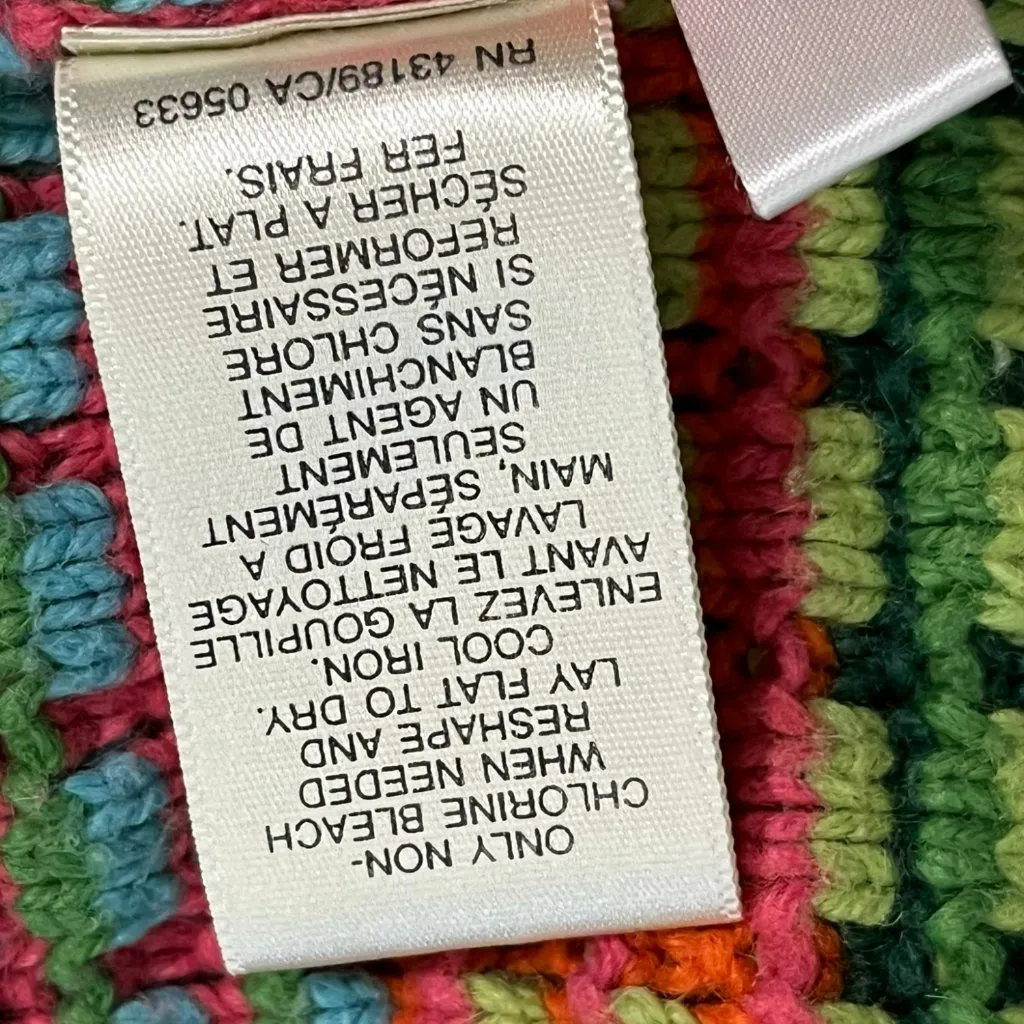 ONLY NON-
CHLORINE BLEACH
WHEN NEEDED
RESHAPE AND
LAY FLAT TO DRY.
COOL IRON.
ENLEVEZ LA GOUPILLE
AVANT LE NETTOYAGE
LAVAGE FROID A
MAIN, SÉPARÉMENT
SEULEMENT
UN AGENT DE
BLANCHIMENT
SANS CHLORE
SI NÉCESSAIRE
REFORMER ET
SÉCHER A PLAT.
FER FRAIS.
RN 43189/CA 05633